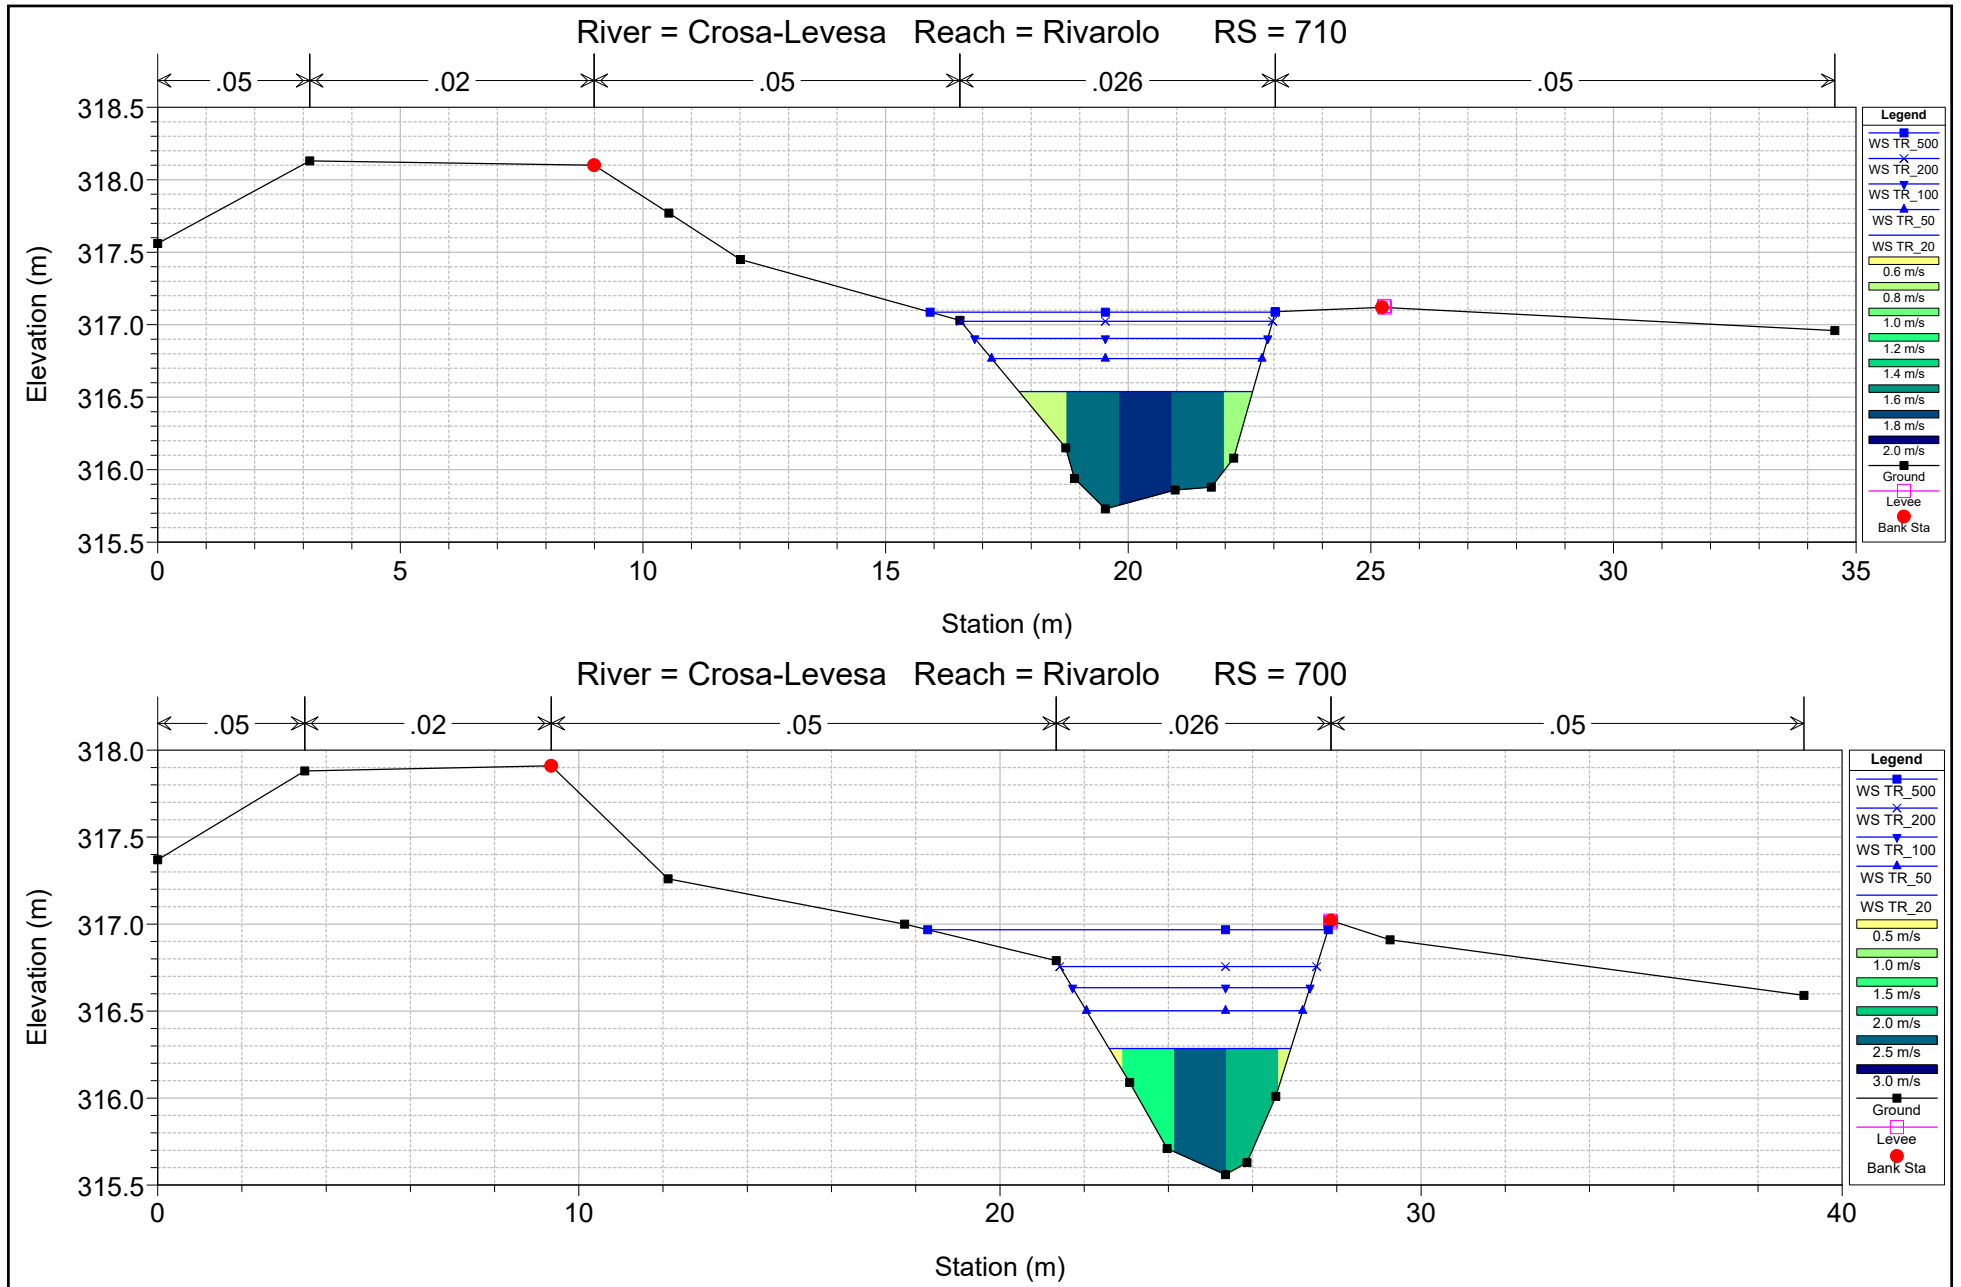 River = Crosa-Levesa Reach = Rivarolo RS = 710
.05 .02 .05 .026 .05
318.5
318.0
317.5
317.0
316.5
316.0
315.5
Elevation (m)
0 5 10 15 20 25 30 35
Station (m)
Legend
WS TR_500
WS TR_200
WS TR_100
WS TR_50
WS TR_20
0.6 m/s
0.8 m/s
1.0 m/s
1.2 m/s
1.4 m/s
1.6 m/s
1.8 m/s
2.0 m/s
Ground
Levee
Bank Sta
River = Crosa-Levesa Reach = Rivarolo RS = 700
.05 .02 .05 .026 .05
318.0
317.5
317.0
316.5
316.0
315.5
Elevation (m)
0 10 20 30 40
Station (m)
Legend
WS TR_500
WS TR_200
WS TR_100
WS TR_50
WS TR_20
0.5 m/s
1.0 m/s
1.5 m/s
2.0 m/s
2.5 m/s
3.0 m/s
Ground
Levee
Bank Sta